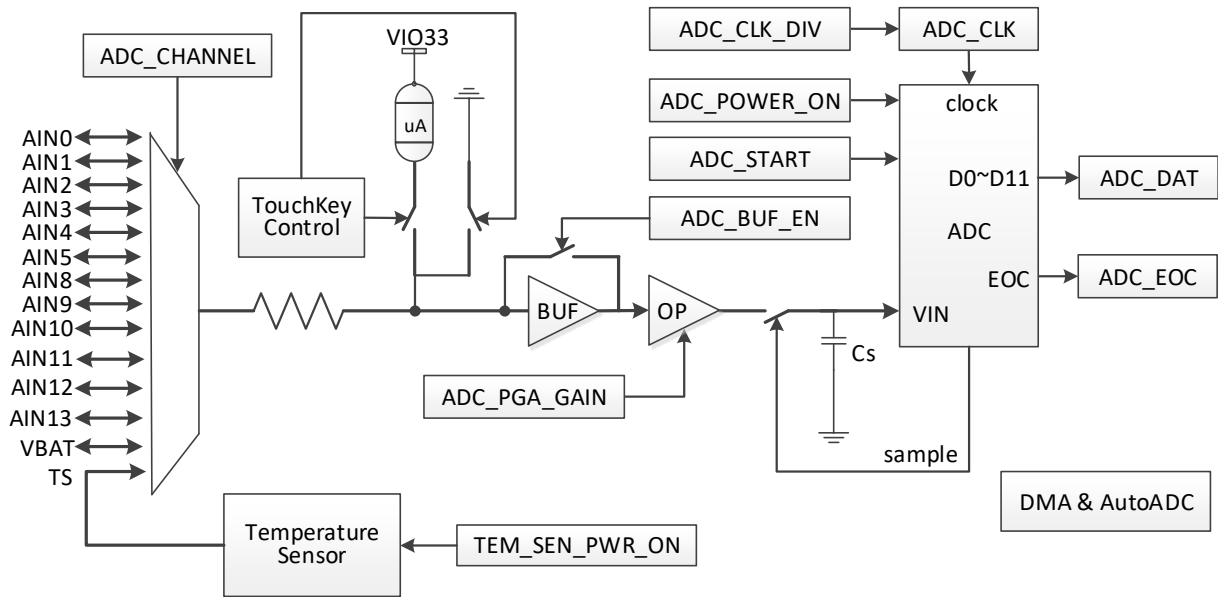 ADC_CHANNEL
VIO33
uA
ADC_CLK_DIV
ADC_CLK
ADC_POWER_ON
clock
ADC_START
D0~D11
ADC_DAT
ADC
ADC_BUF_EN
EOC
ADC_EOC
VIN
AIN0
AIN1
AIN2
AIN3
AIN4
AIN5
AIN8
AIN9
AIN10
AIN11
AIN12
AIN13
VBAT
TS
TouchKey
Control
BUF
OP
Cs
ADC_PGA_GAIN
sample
DMA & AutoADC
Temperature
Sensor
TEM_SEN_PWR_ON